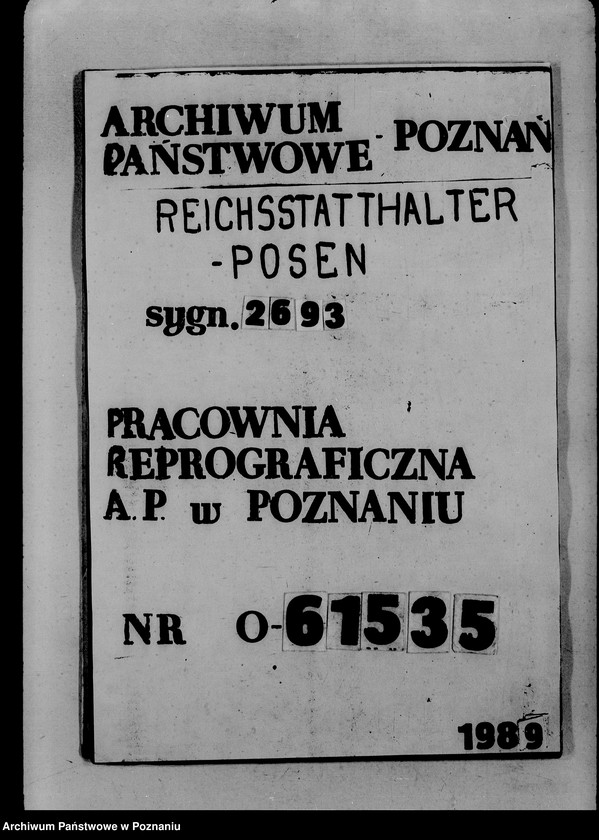 ARCHIWUM
PAŃSTWOWE - POZNAŃ
REICHSSTATTHALTER
-POSEN
sygn. 2693
PRACOWNIA
REPROGRAFICZNA
A.P. w POZNANIU
NR O-61535
1989
Archiwum Państwowe w Poznaniu